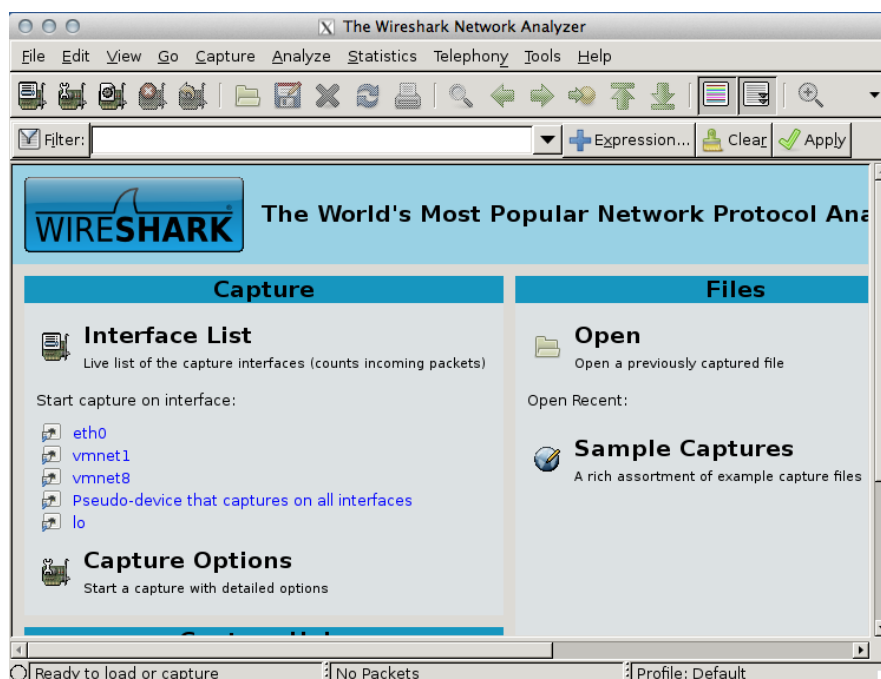 The Wireshark Network Analyzer
File Edit View Go Capture Analyze Statistics Telephony Tools Help
Filter: Expression... Clear Apply
WIRESHARK
The World's Most Popular Network Protocol Ana
Capture
Interface List
Live list of the capture interfaces (counts incoming packets)
Start capture on interface:
eth0
vmnet1
vmnet8
Pseudo-device that captures on all interfaces
lo
Capture Options
Start a capture with detailed options
Files
Open
Open a previously captured file
Open Recent:
Sample Captures
A rich assortment of example capture files
Ready to load or capture
No Packets
Profile: Default